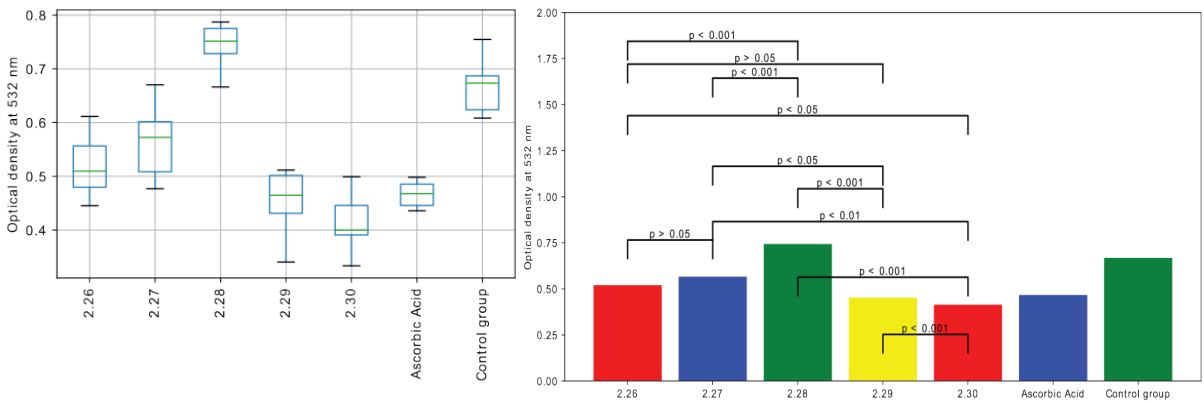 0.8
0.7
0.6
0.5
0.4
Optical density at 532 nm
2.26
2.27
2.28
2.29
2.30
Ascorbic Acid
Control group
2.00
1.75
1.50
1.25
1.00
0.75
0.50
0.25
0.00
Optical density at 532 nm
p < 0.001
p > 0.05
p < 0.001
p < 0.05
p < 0.05
p < 0.001
p < 0.01
p > 0.05
p < 0.001
p < 0.001
2.26
2.27
2.28
2.29
2.30
Ascorbic Acid
Control group